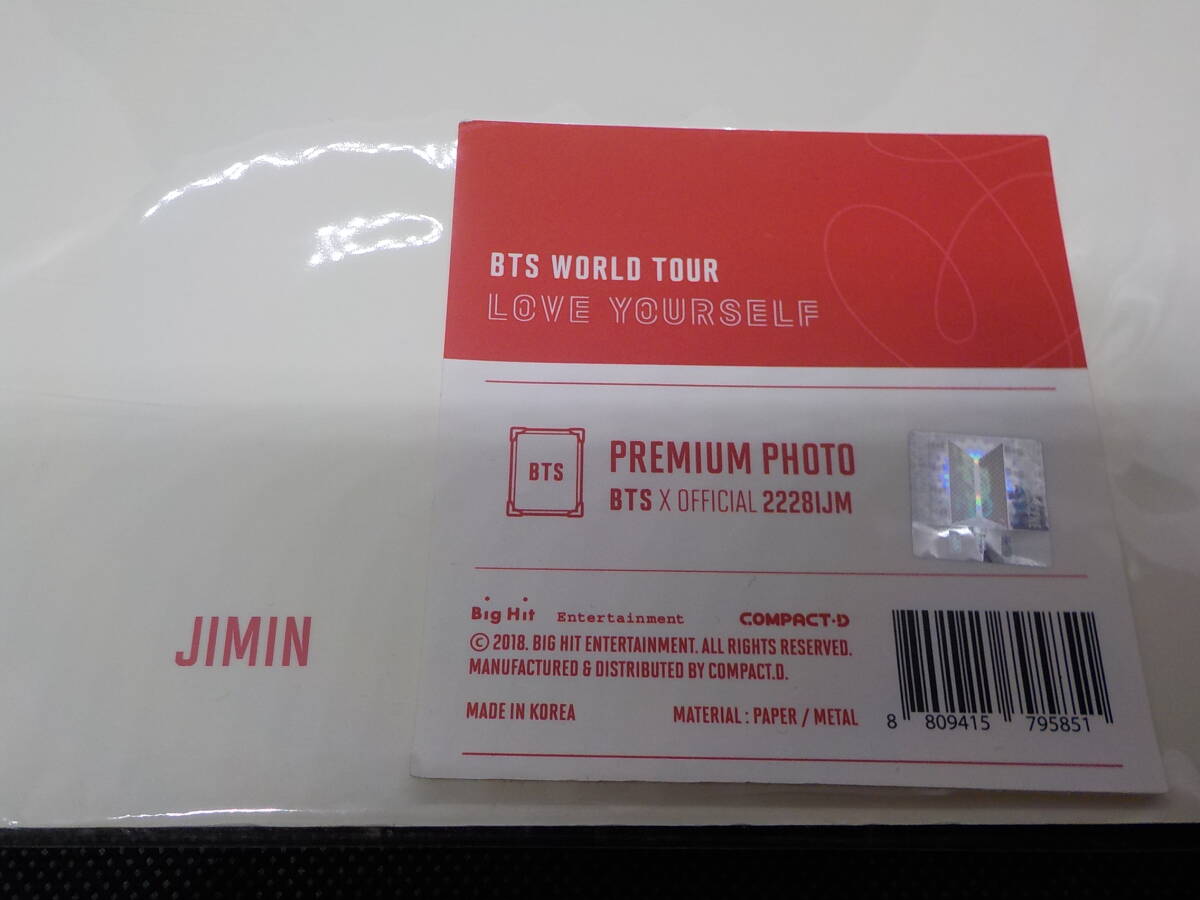 BTS WORLD TOUR
LOVE YOURSELF
BTS
PREMIUM PHOTO
BTS X OFFICIAL 2228IJM
Big Hit Entertainment COMPACT·D
© 2018. BIG HIT ENTERTAINMENT. ALL RIGHTS RESERVED.
MANUFACTURED & DISTRIBUTED BY COMPACT.D.
MADE IN KOREA MATERIAL : PAPER / METAL
8 809415 795851
JIMIN